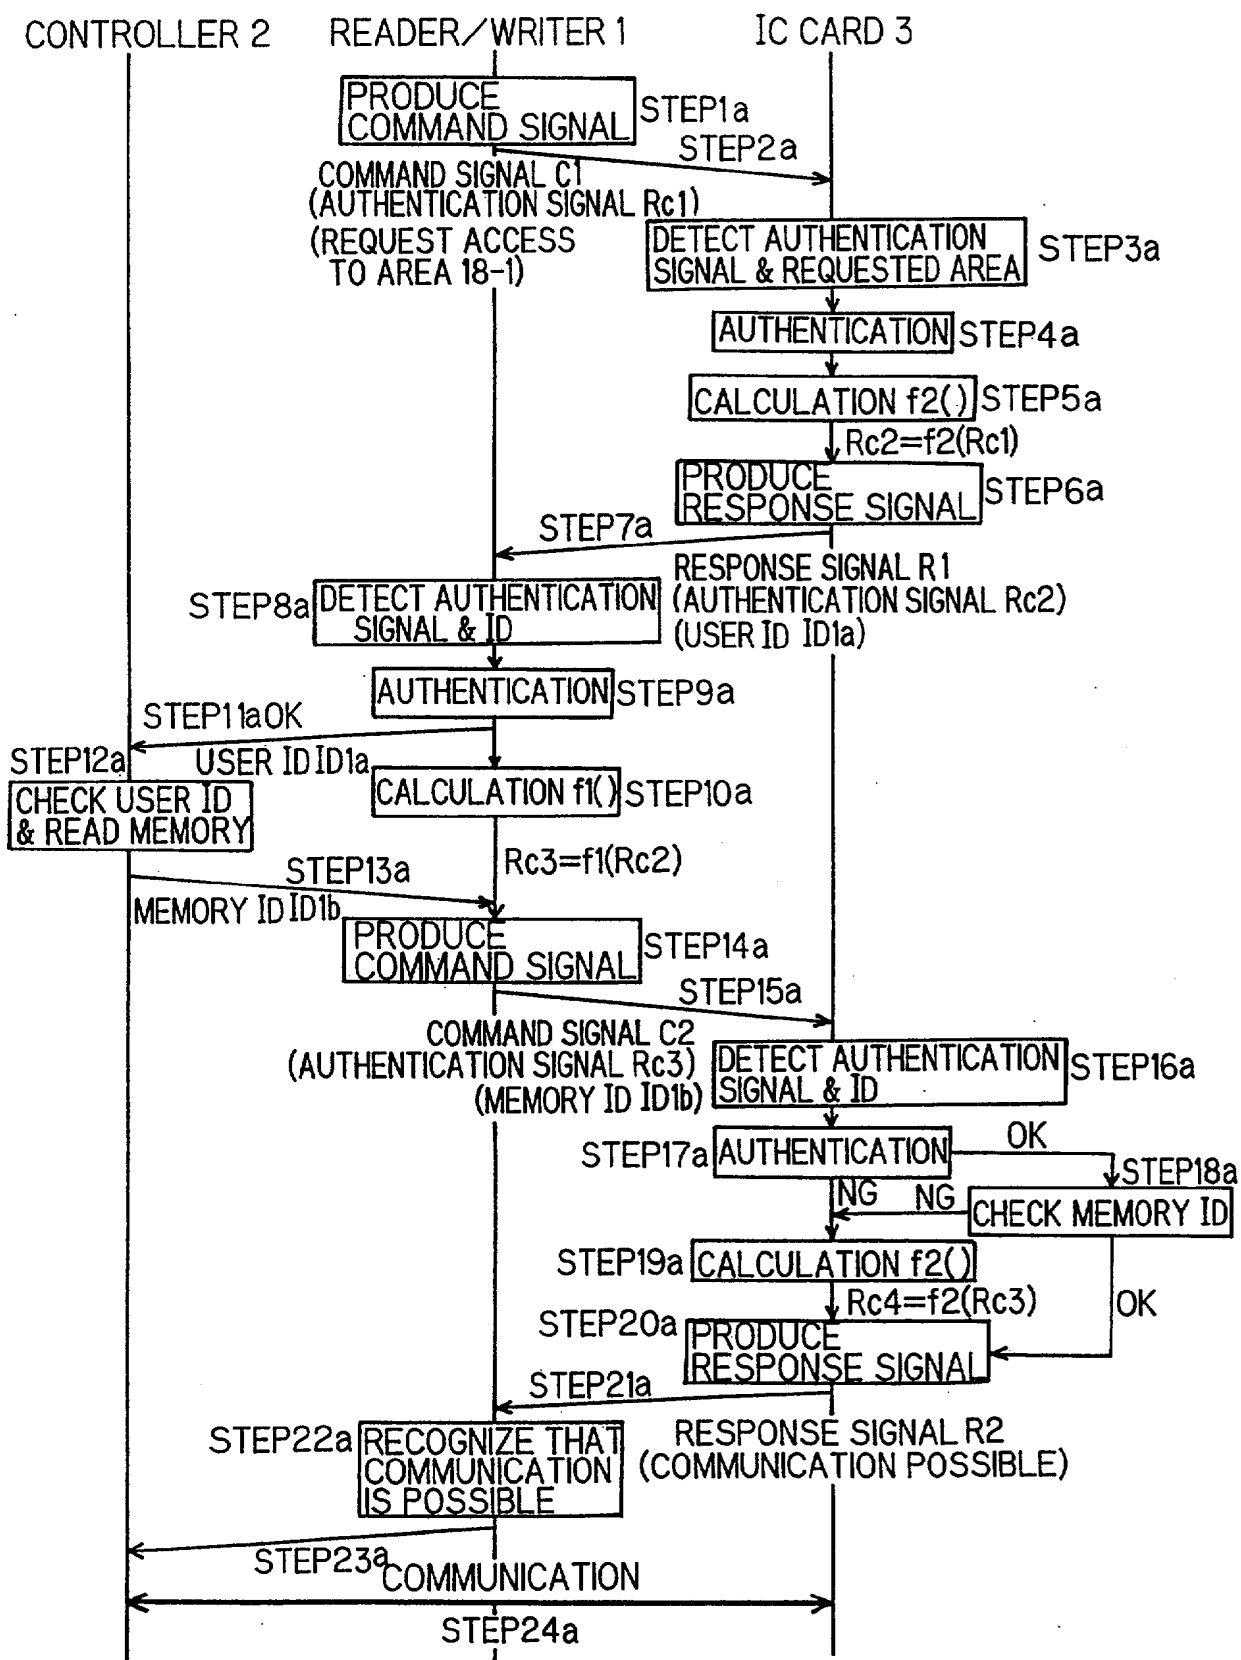 CONTROLLER 2
READER/WRITER 1
IC CARD 3
PRODUCE
COMMAND SIGNAL
STEP1a
STEP2a
COMMAND SIGNAL C1
(AUTHENTICATION SIGNAL Rc1)
(REQUEST ACCESS
TO AREA 18-1)
DETECT AUTHENTICATION
SIGNAL & REQUESTED AREA
STEP3a
AUTHENTICATION
STEP4a
CALCULATION f2()
STEP5a
Rc2=f2(Rc1)
PRODUCE
RESPONSE SIGNAL
STEP6a
STEP7a
RESPONSE SIGNAL R1
(AUTHENTICATION SIGNAL Rc2)
(USER ID ID1a)
STEP8a
DETECT AUTHENTICATION
SIGNAL & ID
AUTHENTICATION
STEP9a
STEP11a OK
USER ID ID1a
STEP12a
CHECK USER ID
& READ MEMORY
CALCULATION f1()
STEP10a
Rc3=f1(Rc2)
STEP13a
MEMORY ID ID1b
PRODUCE
COMMAND SIGNAL
STEP14a
STEP15a
COMMAND SIGNAL C2
(AUTHENTICATION SIGNAL Rc3)
(MEMORY ID ID1b)
DETECT AUTHENTICATION
SIGNAL & ID
STEP16a
STEP17a
AUTHENTICATION
OK
STEP18a
NG
NG
CHECK MEMORY ID
STEP19a
CALCULATION f2()
Rc4=f2(Rc3)
OK
STEP20a
PRODUCE
RESPONSE SIGNAL
STEP21a
RESPONSE SIGNAL R2
(COMMUNICATION POSSIBLE)
STEP22a
RECOGNIZE THAT
COMMUNICATION
IS POSSIBLE
STEP23a
COMMUNICATION
STEP24a